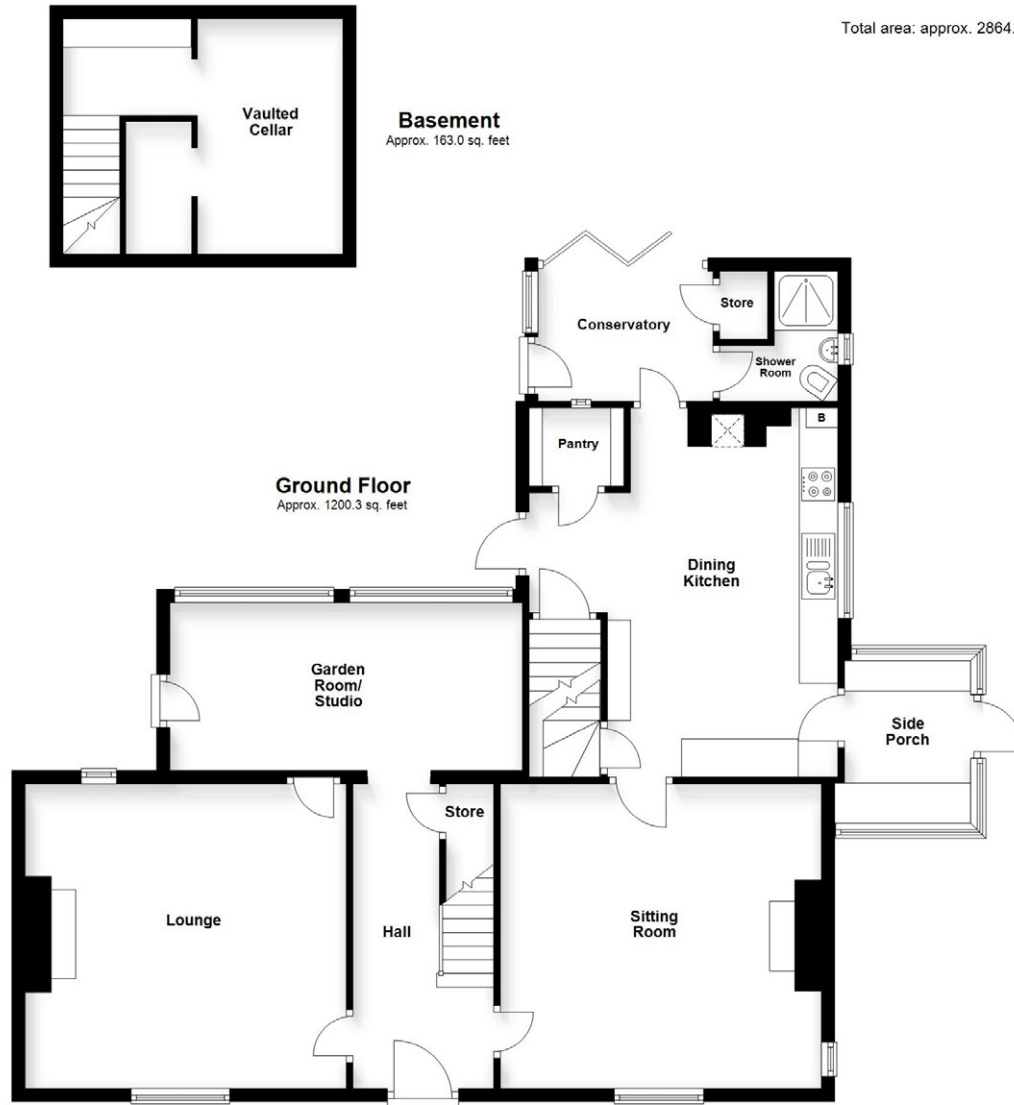 Total area: approx. 2864.
Vaulted
Cellar
Basement
Approx. 163.0 sq. feet
Store
Conservatory
Shower
Room
B
Pantry
Ground Floor
Approx. 1200.3 sq. feet
Dining
Kitchen
Garden
Room/
Studio
Side
Porch
Store
Lounge
Hall
Sitting
Room